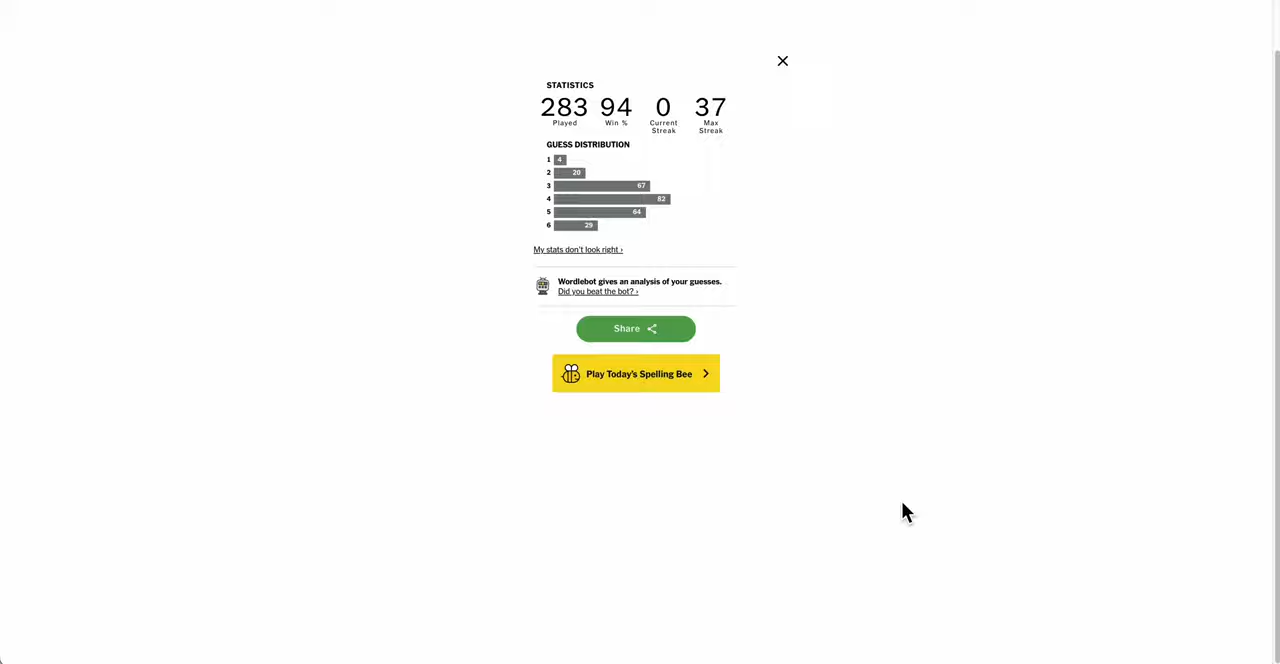 STATISTICS
283 94 0 37
Played Win % Current Streak Max Streak
GUESS DISTRIBUTION
1 4
2 20
3 67
4 82
5 64
6 29
My stats don't look right ›
Wordlebot gives an analysis of your guesses.
Did you beat the bot? ›
Share
Play Today's Spelling Bee